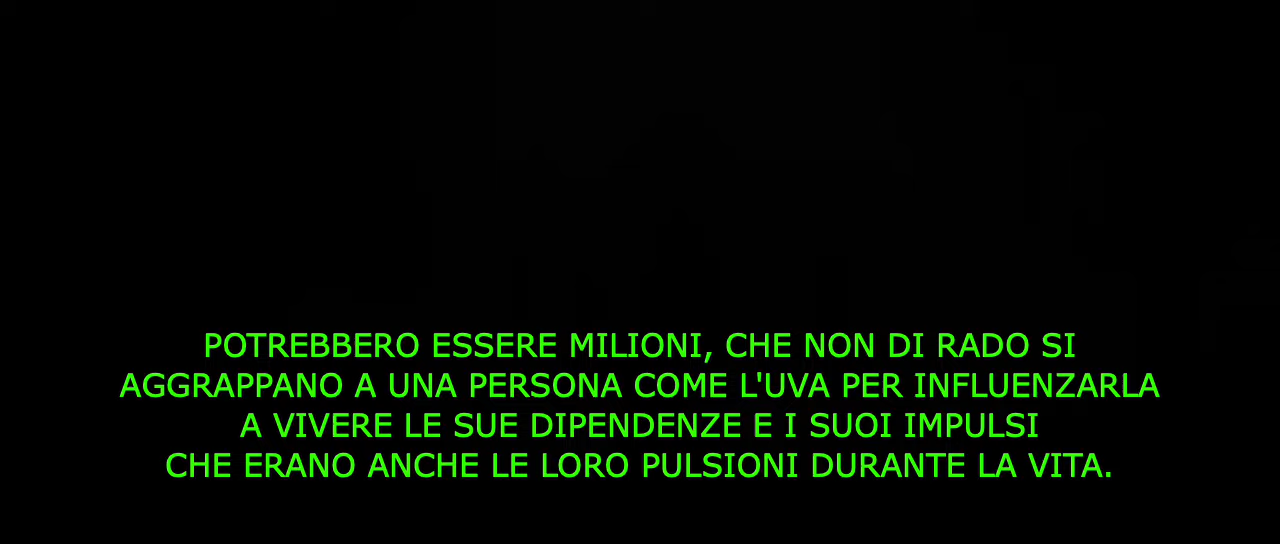 POTREBBERO ESSERE MILIONI, CHE NON DI RADO SI
AGGRAPPANO A UNA PERSONA COME L'UVA PER INFLUENZARLA
A VIVERE LE SUE DIPENDENZE E I SUOI IMPULSI
CHE ERANO ANCHE LE LORO PULSIONI DURANTE LA VITA.